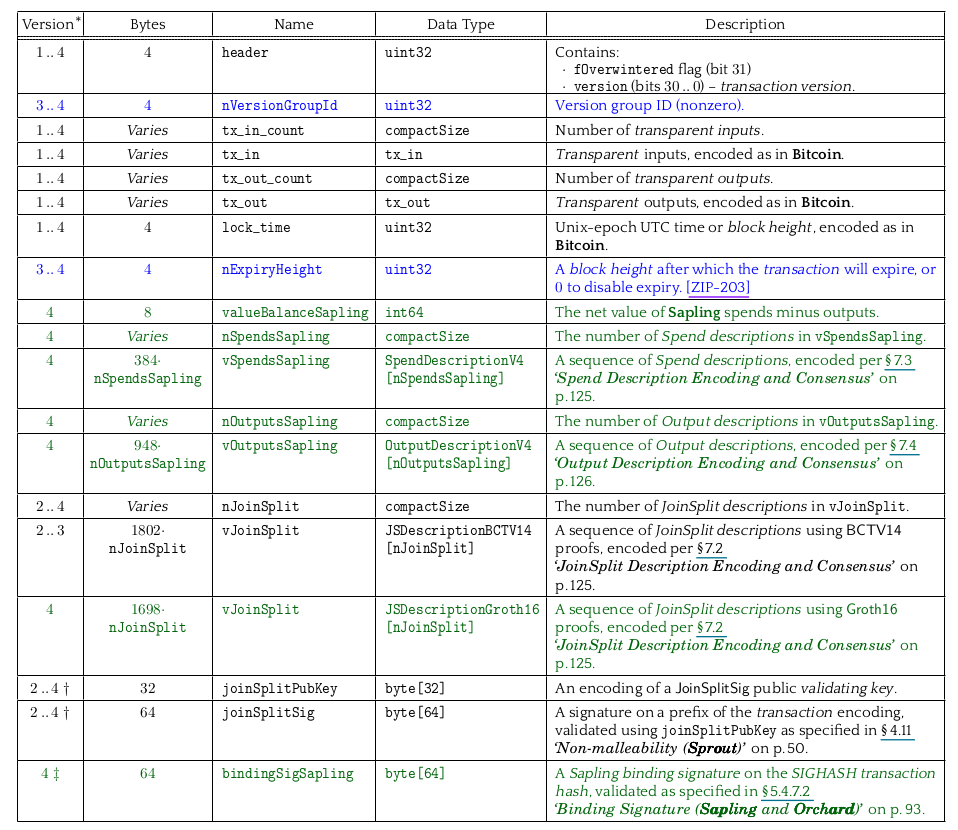 Version* Bytes Name Data Type Description
1 .. 4 4 header uint32 Contains:
· fOverwintered flag (bit 31)
· version (bits 30 .. 0) – transaction version.
3 .. 4 4 nVersionGroupId uint32 Version group ID (nonzero).
1 .. 4 Varies tx_in_count compactSize Number of transparent inputs.
1 .. 4 Varies tx_in tx_in Transparent inputs, encoded as in Bitcoin.
1 .. 4 Varies tx_out_count compactSize Number of transparent outputs.
1 .. 4 Varies tx_out tx_out Transparent outputs, encoded as in Bitcoin.
1 .. 4 4 lock_time uint32 Unix-epoch UTC time or block height, encoded as in
Bitcoin.
3 .. 4 4 nExpiryHeight uint32 A block height after which the transaction will expire, or
0 to disable expiry. [ZIP-203]
4 8 valueBalanceSapling int64 The net value of Sapling spends minus outputs.
4 Varies nSpendsSapling compactSize The number of Spend descriptions in vSpendsSapling.
4 384· vSpendsSapling SpendDescriptionV4 A sequence of Spend descriptions, encoded per § 7.3
nSpendsSapling [nSpendsSapling] ‘Spend Description Encoding and Consensus’ on
p. 125.
4 Varies nOutputsSapling compactSize The number of Output descriptions in vOutputsSapling.
4 948· vOutputsSapling OutputDescriptionV4 A sequence of Output descriptions, encoded per § 7.4
nOutputsSapling [nOutputsSapling] ‘Output Description Encoding and Consensus’ on
p. 126.
2 .. 4 Varies nJoinSplit compactSize The number of JoinSplit descriptions in vJoinSplit.
2 .. 3 1802· vJoinSplit JSDescriptionBCTV14 A sequence of JoinSplit descriptions using BCTV14
nJoinSplit [nJoinSplit] proofs, encoded per § 7.2
‘JoinSplit Description Encoding and Consensus’ on
p. 125.
4 1698· vJoinSplit JSDescriptionGroth16 A sequence of JoinSplit descriptions using Groth16
nJoinSplit [nJoinSplit] proofs, encoded per § 7.2
‘JoinSplit Description Encoding and Consensus’ on
p. 125.
2 .. 4 † 32 joinSplitPubKey byte[32] An encoding of a JoinSplitSig public validating key.
2 .. 4 † 64 joinSplitSig byte[64] A signature on a prefix of the transaction encoding,
validated using joinSplitPubKey as specified in § 4.11
‘Non-malleability (Sprout)’ on p. 50.
4 ‡ 64 bindingSigSapling byte[64] A Sapling binding signature on the SIGHASH transaction
hash, validated as specified in § 5.4.7.2
‘Binding Signature (Sapling and Orchard)’ on p. 93.